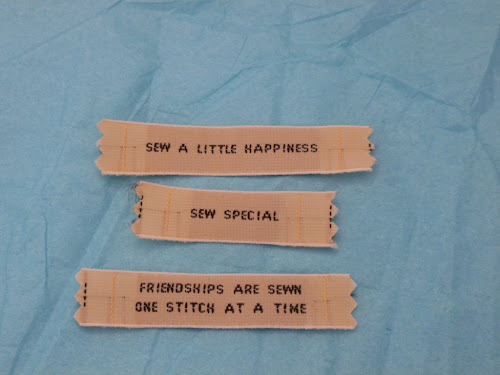 SEW A LITTLE HAPPINESS
SEW SPECIAL
FRIENDSHIPS ARE SEWN
ONE STITCH AT A TIME